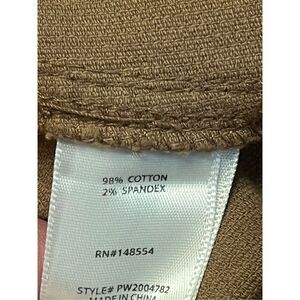 98% COTTON
2% SPANDEX
RN#148554
STYLE# PW2004782
MADE IN CHINA